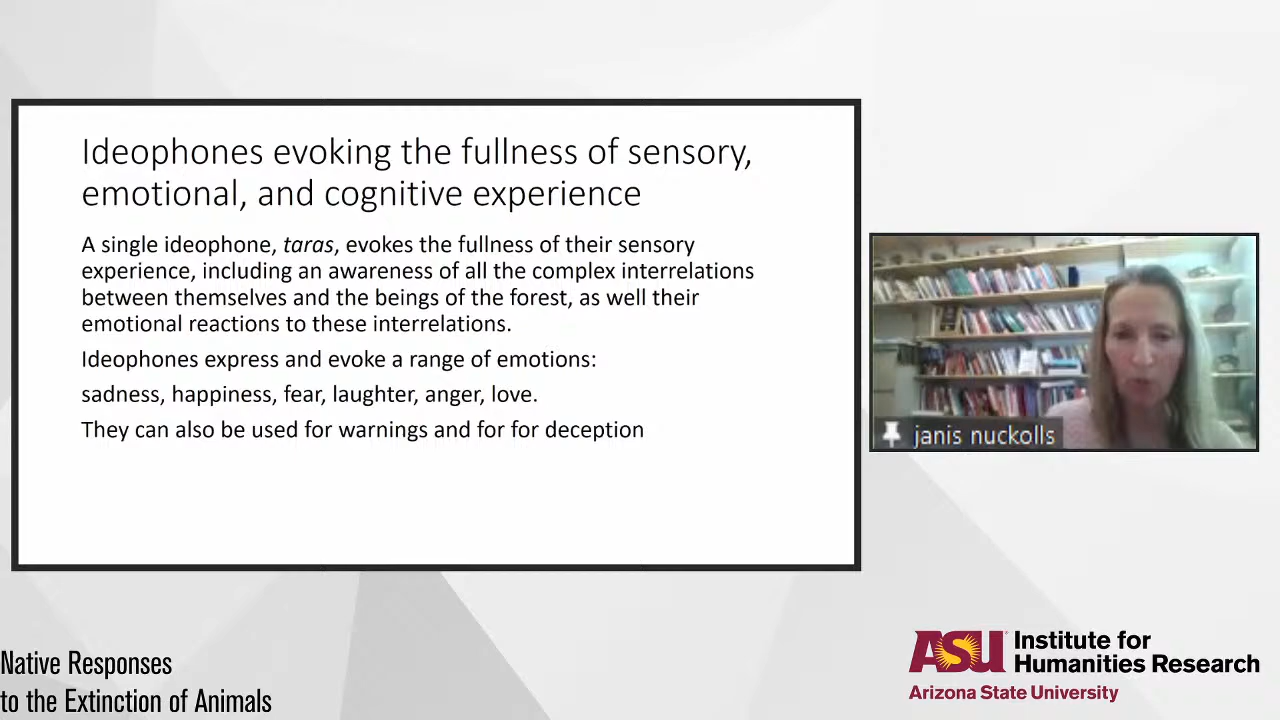 Ideophones evoking the fullness of sensory,
emotional, and cognitive experience
A single ideophone, taras, evokes the fullness of their sensory
experience, including an awareness of all the complex interrelations
between themselves and the beings of the forest, as well their
emotional reactions to these interrelations.
Ideophones express and evoke a range of emotions:
sadness, happiness, fear, laughter, anger, love.
They can also be used for warnings and for for deception
janis nuckolls
Native Responses
to the Extinction of Animals
ASU Institute for
Humanities Research
Arizona State University